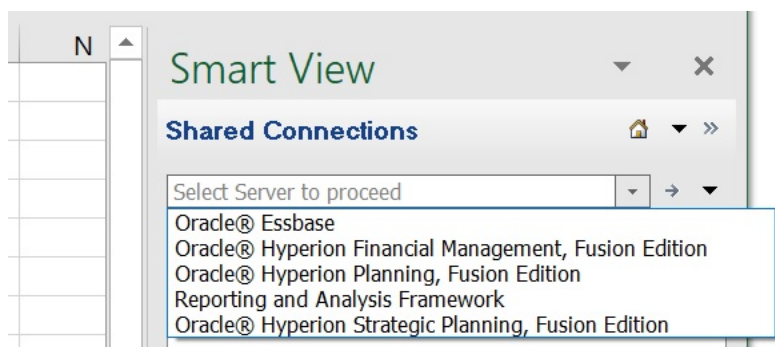 N
Smart View
Shared Connections
Select Server to proceed
Oracle® Essbase
Oracle® Hyperion Financial Management, Fusion Edition
Oracle® Hyperion Planning, Fusion Edition
Reporting and Analysis Framework
Oracle® Hyperion Strategic Planning, Fusion Edition